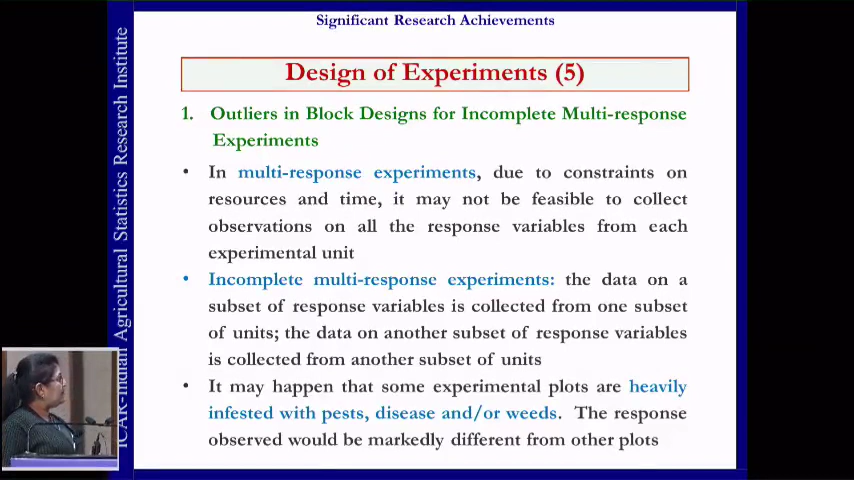 Significant Research Achievements
Design of Experiments (5)
1. Outliers in Block Designs for Incomplete Multi-response
Experiments
• In multi-response experiments, due to constraints on
resources and time, it may not be feasible to collect
observations on all the response variables from each
experimental unit
• Incomplete multi-response experiments: the data on a
subset of response variables is collected from one subset
of units; the data on another subset of response variables
is collected from another subset of units
• It may happen that some experimental plots are heavily
infested with pests, disease and/or weeds. The response
observed would be markedly different from other plots
ICAR-Indian Agricultural Statistics Research Institute